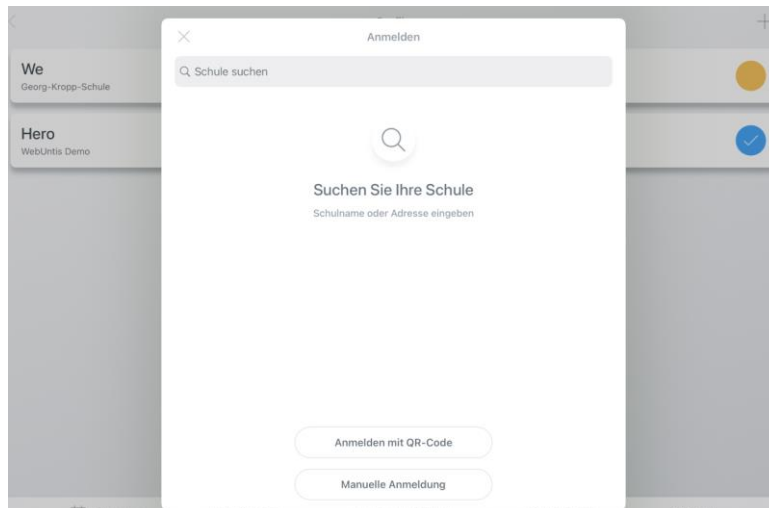 Anmelden
Schule suchen
We
Georg-Kropp-Schule
Hero
WebUntis Demo
Suchen Sie Ihre Schule
Schulname oder Adresse eingeben
Anmelden mit QR-Code
Manuelle Anmeldung